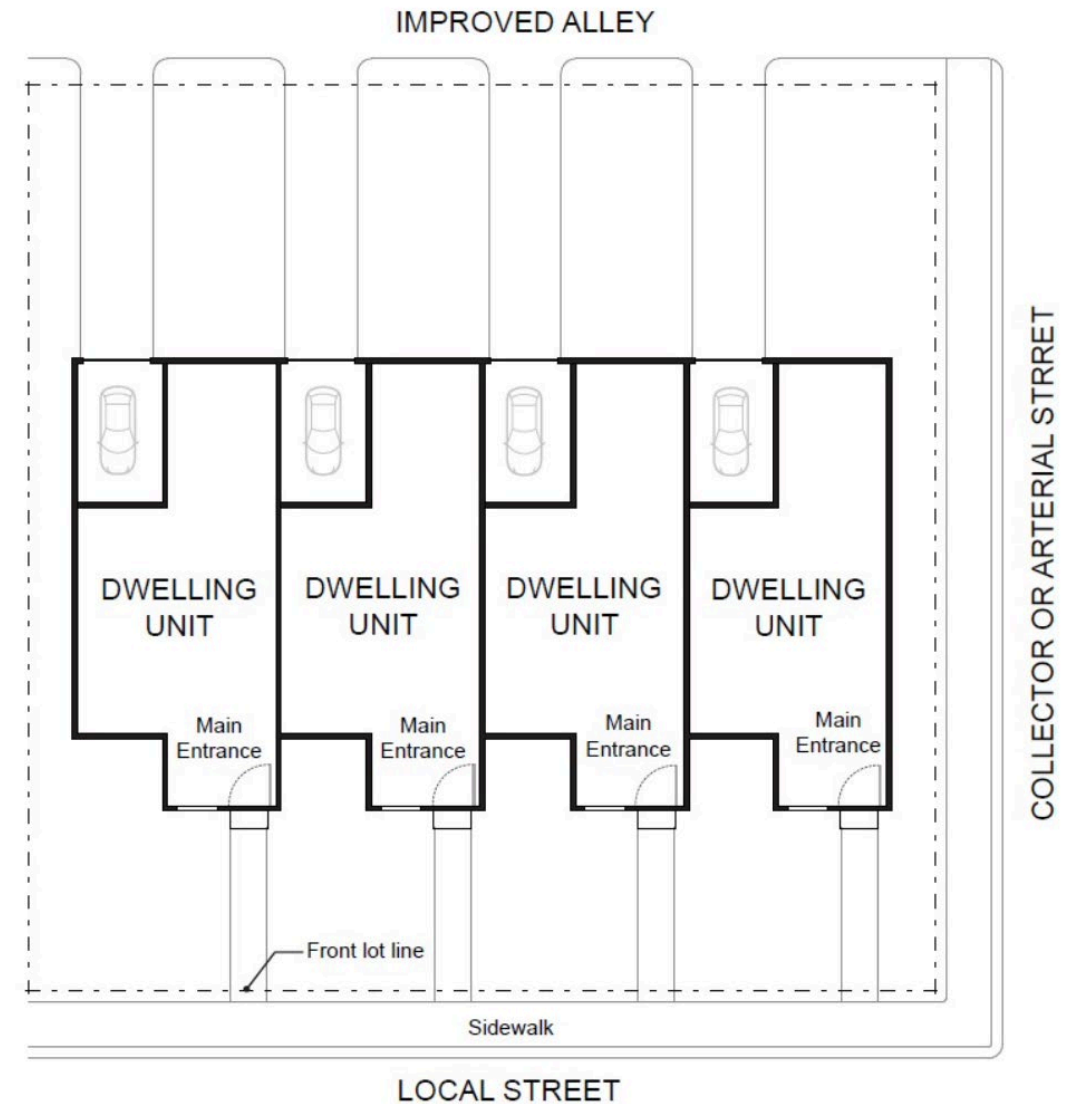 IMPROVED ALLEY
COLLECTOR OR ARTERIAL STRRET
DWELLING
UNIT
DWELLING
UNIT
DWELLING
UNIT
DWELLING
UNIT
Main
Entrance
Main
Entrance
Main
Entrance
Main
Entrance
Front lot line
Sidewalk
LOCAL STREET